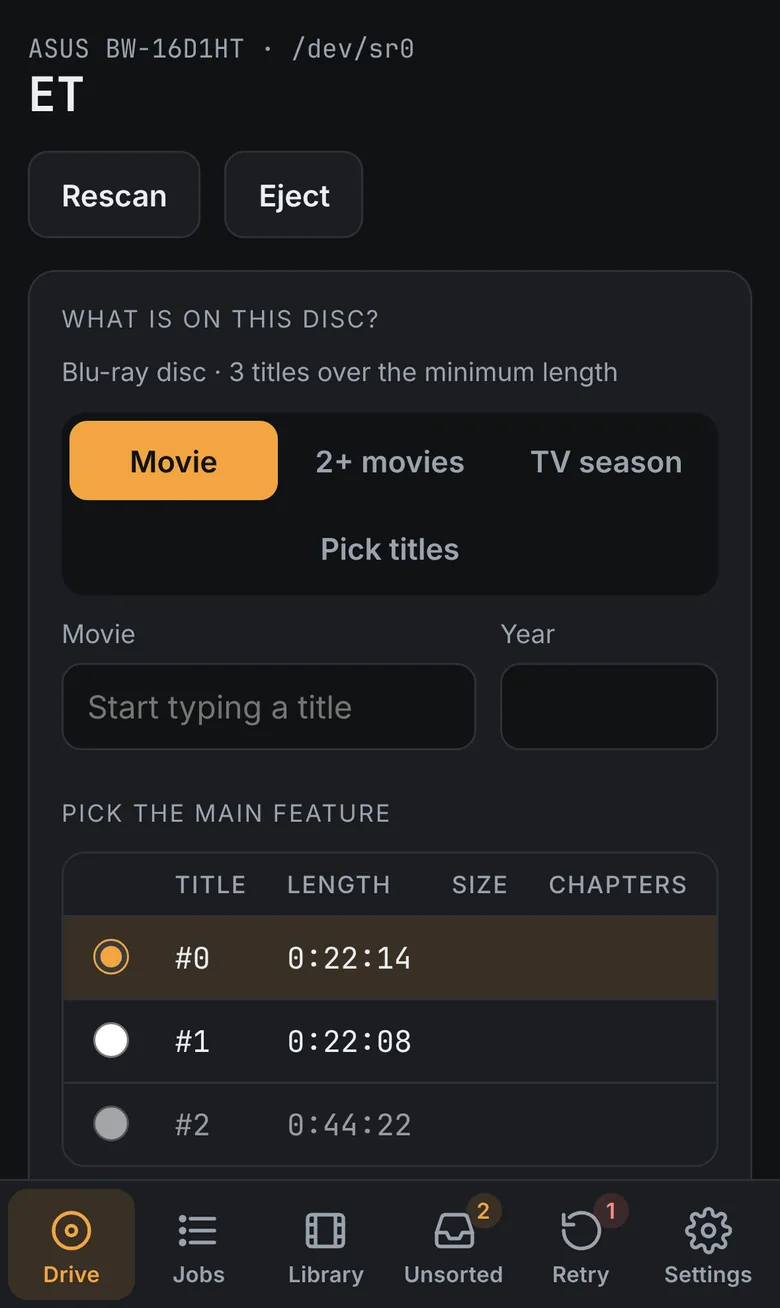 ASUS BW-16D1HT · /dev/sr0
ET
Rescan Eject
WHAT IS ON THIS DISC?
Blu-ray disc · 3 titles over the minimum length
Movie 2+ movies TV season
Pick titles
Movie Year
Start typing a title
PICK THE MAIN FEATURE
TITLE LENGTH SIZE CHAPTERS
#0 0:22:14
#1 0:22:08
#2 0:44:22
2 1
Drive Jobs Library Unsorted Retry Settings